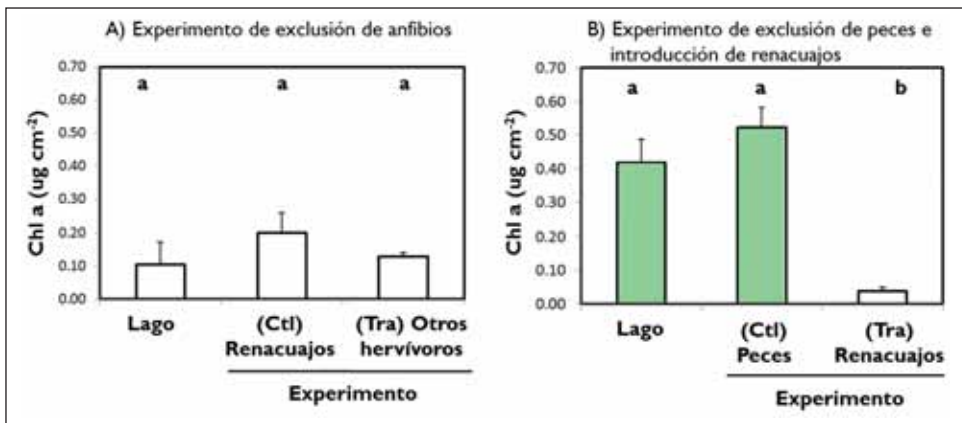 A) Experimento de exclusión de anfibios
Chl a (ug cm-2)
0.70
0.60
0.50
0.40
0.30
0.20
0.10
0.00
a a a
Lago (Ctl) Renacuajos (Tra) Otros hervívoros
Experimento
B) Experimento de exclusión de peces e
introducción de renacuajos
Chl a (ug cm-2)
0.70
0.60
0.50
0.40
0.30
0.20
0.10
0.00
a a b
Lago (Ctl) Peces (Tra) Renacuajos
Experimento